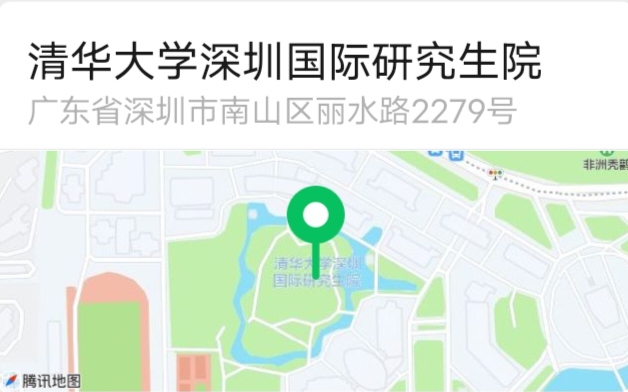 清华大学深圳国际研究生院
广东省深圳市南山区丽水路2279号
非洲秃鹳
清华大学深圳
国际研究生院
腾讯地图